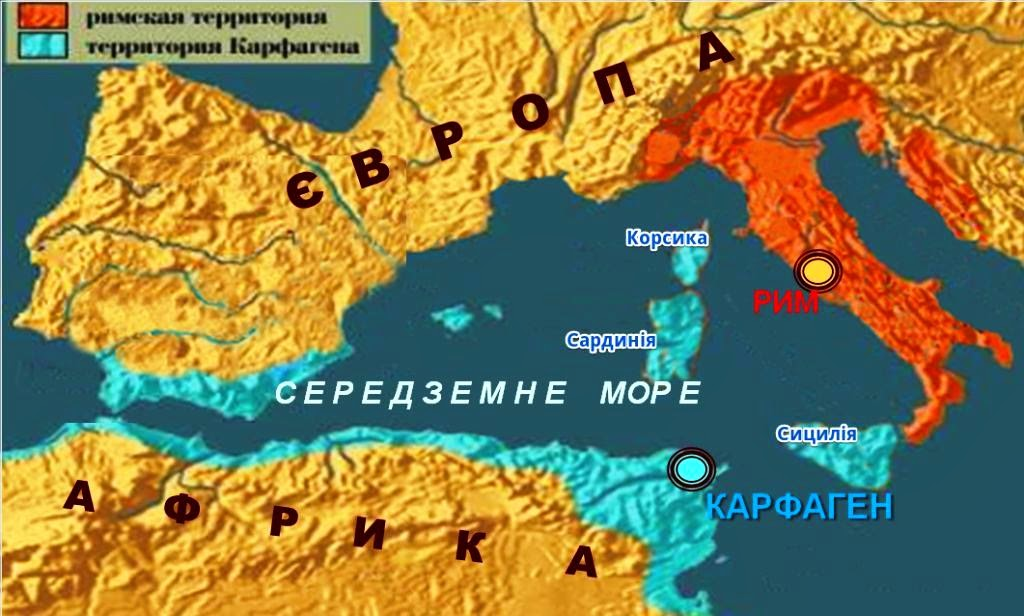 римская территория
территория Карфагена
ЄВРОПА
Корсика
РИМ
Сардинія
СЕРЕДЗЕМНЕ МОРЕ
Сицилія
КАРФАГЕН
АФРИКА